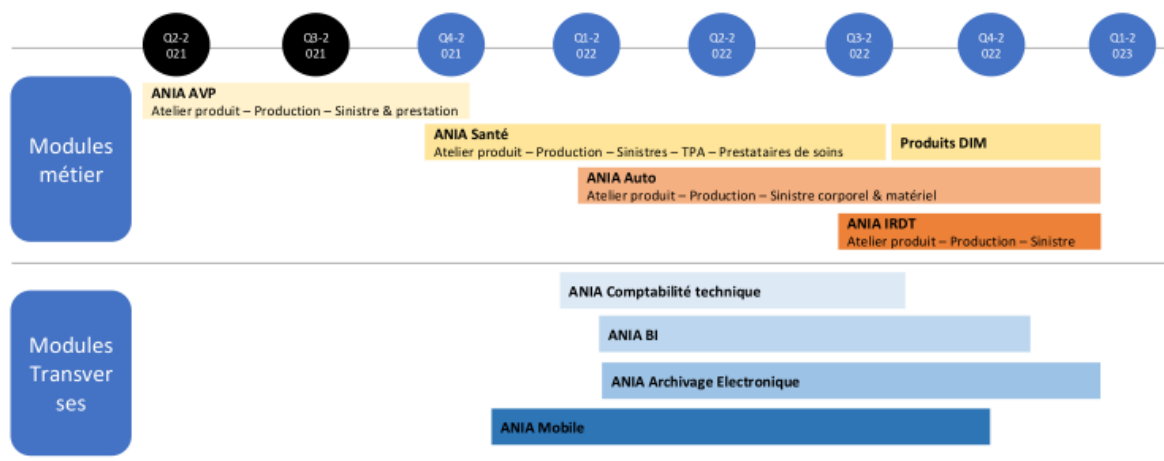 Q2-2
021
Q3-2
021
Q4-2
021
Q1-2
022
Q2-2
022
Q3-2
022
Q4-2
022
Q1-2
023
Modules
métier
ANIA AVP
Atelier produit – Production – Sinistre & prestation
ANIA Santé
Atelier produit – Production – Sinistres – TPA – Prestataires de soins
Produits DIM
ANIA Auto
Atelier produit – Production – Sinistre corporel & matériel
ANIA IRDT
Atelier produit – Production – Sinistre
Modules
Transver
ses
ANIA Comptabilité technique
ANIA BI
ANIA Archivage Electronique
ANIA Mobile